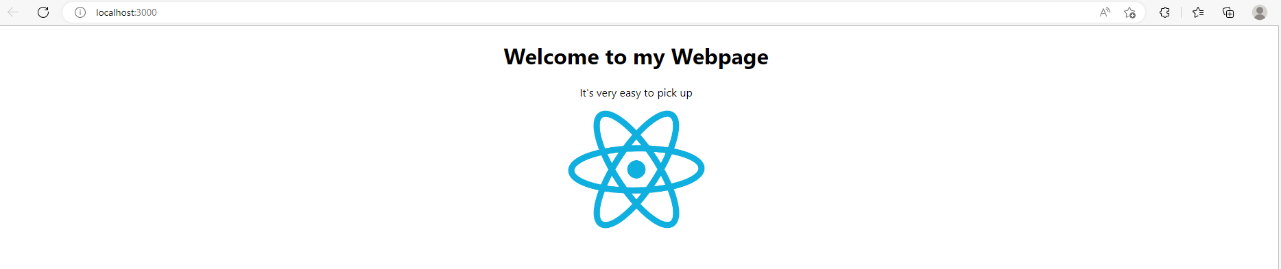 localhost:3000
Welcome to my Webpage
It's very easy to pick up